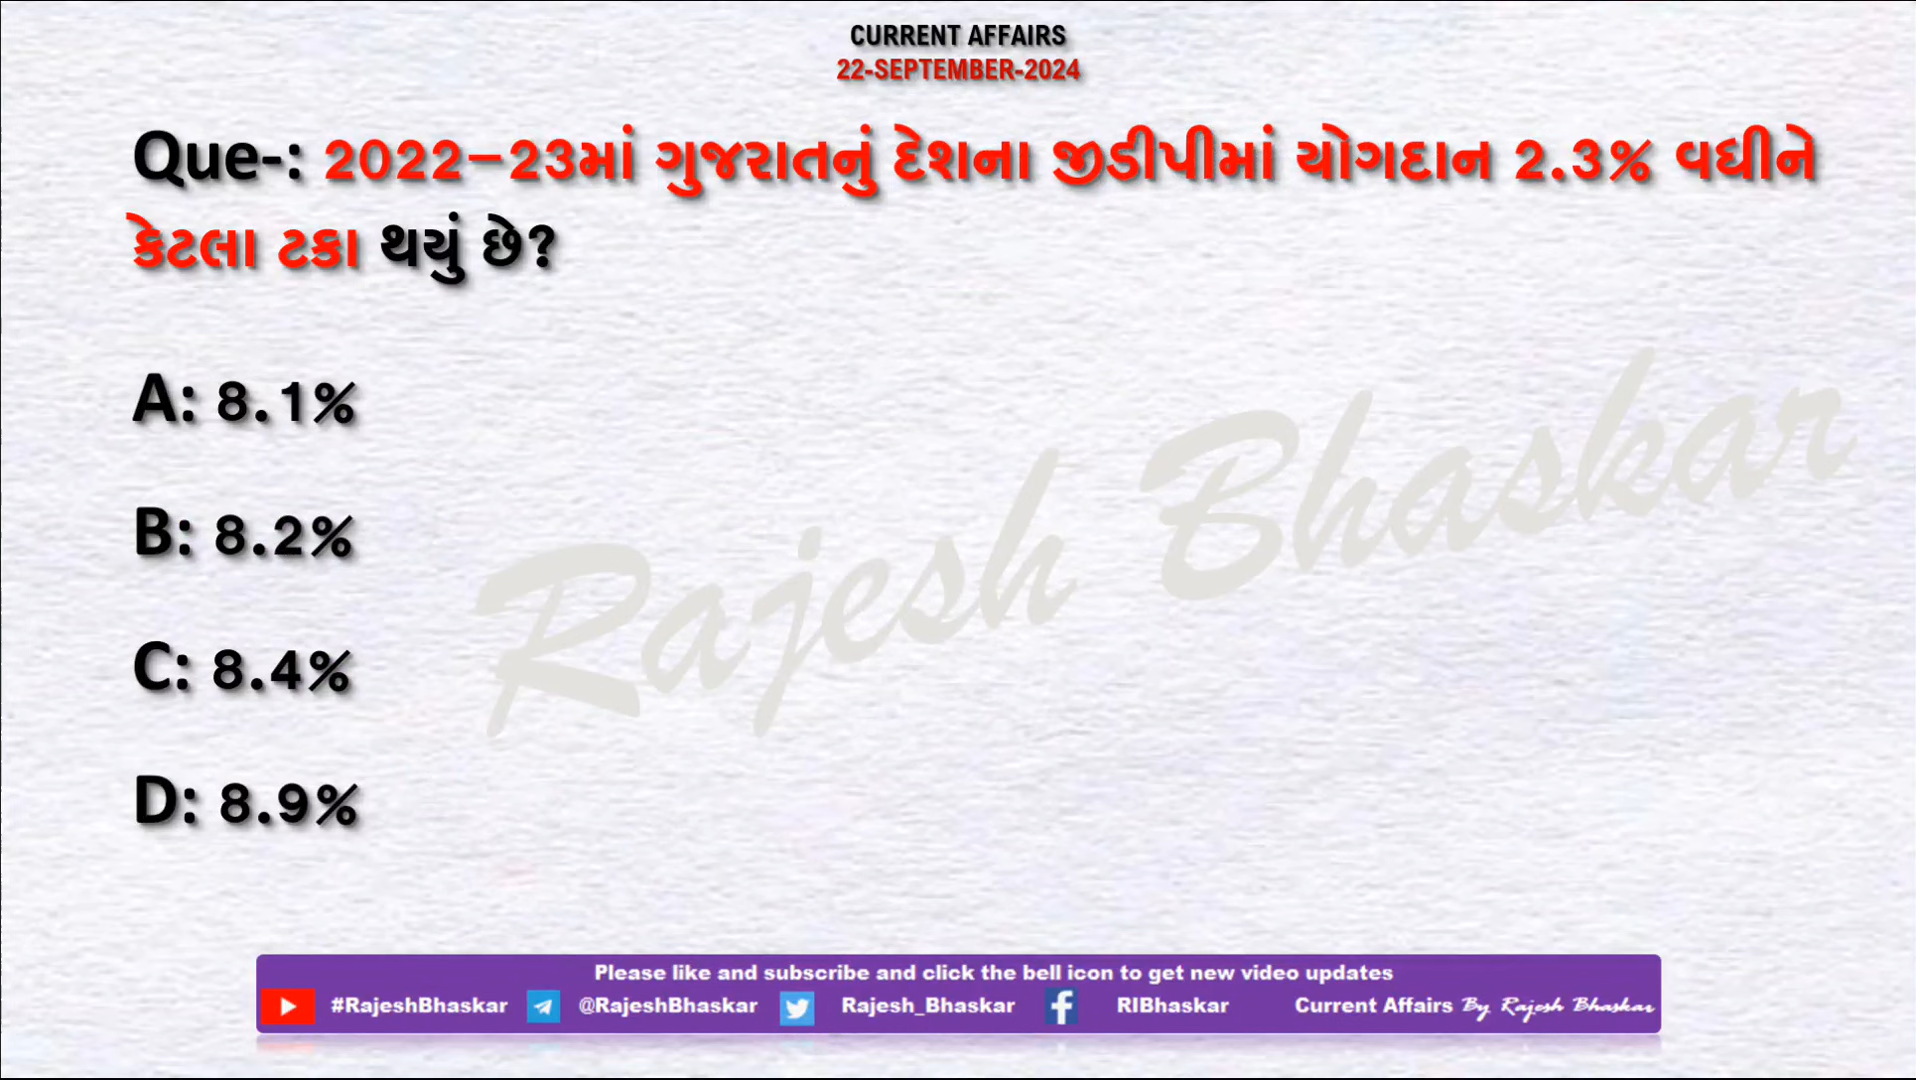 CURRENT AFFAIRS
22-SEPTEMBER-2024
Que-: 2022-23માં ગુજરાતનું દેશના જીડીપીમાં યોગદાન 2.3% વધીને
કેટલા ટકા થયું છે?
A: 8.1%
B: 8.2%
C: 8.4%
D: 8.9%
Rajesh Bhaskar
Please like and subscribe and click the bell icon to get new video updates
#RajeshBhaskar @RajeshBhaskar Rajesh_Bhaskar RIBhaskar Current Affairs By Rajesh Bhaskar